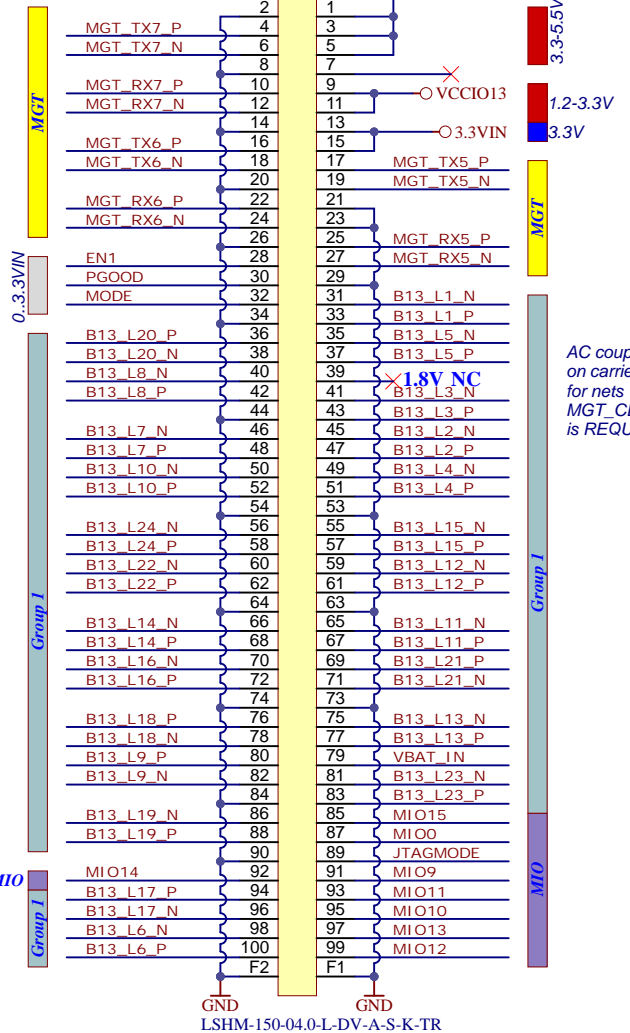 2 1 3.3-5.5V
MGT_TX7_P 4 3
MGT_TX7_N 6 5
8 7
MGT_RX7_P 10 9 VCCIO13
MGT_RX7_N 12 11 1.2-3.3V
MGT 14 13 3.3VIN 3.3V
MGT_TX6_P 16 15
MGT_TX6_N 18 17 MGT_TX5_P
20 19 MGT_TX5_N
MGT_RX6_P 22 21 MGT
MGT_RX6_N 24 23
26 25 MGT_RX5_P
EN1 28 27 MGT_RX5_N
0..3.3VIN PGOOD 30 29
MODE 32 31 B13_L1_N
34 33 B13_L1_P
B13_L20_P 36 35 B13_L5_N
B13_L20_N 38 37 B13_L5_P AC coup
B13_L8_N 40 39 1.8V NC on carrie
B13_L8_P 42 41 B13_L3_N for nets
44 43 B13_L3_P
B13_L7_N 46 45 B13_L2_N is REQU
B13_L7_P 48 47 B13_L2_P
B13_L10_N 50 49 B13_L4_N
B13_L10_P 52 51 B13_L4_P
54 53
B13_L24_N 56 55 B13_L15_N
B13_L24_P 58 57 B13_L15_P
B13_L22_N 60 59 B13_L12_N Group 1
B13_L22_P 62 61 B13_L12_P
Group 1 64 63
B13_L14_N 66 65 B13_L11_N
B13_L14_P 68 67 B13_L11_P
B13_L16_N 70 69 B13_L21_P
B13_L16_P 72 71 B13_L21_N
74 73
B13_L18_P 76 75 B13_L13_N
B13_L18_N 78 77 B13_L13_P
B13_L9_P 80 79 VBAT_IN
B13_L9_N 82 81 B13_L23_N
84 83 B13_L23_P
B13_L19_N 86 85 MIO15
B13_L19_P 88 87 MIO0
90 89 JTAGMODE
MIO MIO14 92 91 MIO9 MIO
B13_L17_P 94 93 MIO11
Group 1 B13_L17_N 96 95 MIO10
B13_L6_N 98 97 MIO13
B13_L6_P 100 99 MIO12
F2 F1
GND GND
LSHM-150-04.0-L-DV-A-S-K-TR